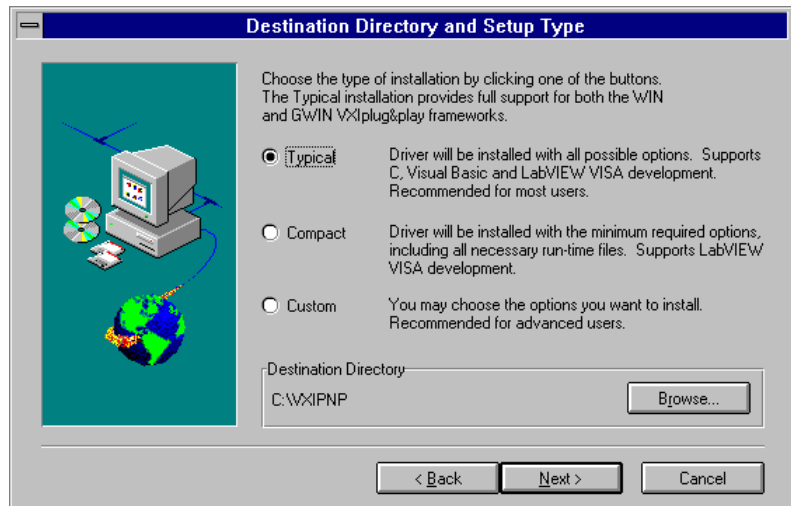 Destination Directory and Setup Type
Choose the type of installation by clicking one of the buttons.
The Typical installation provides full support for both the WIN
and GWIN VXIplug&play frameworks.
Typical
Driver will be installed with all possible options. Supports
C, Visual Basic and LabVIEW VISA development.
Recommended for most users.
Compact
Driver will be installed with the minimum required options,
including all necessary run-time files. Supports LabVIEW
VISA development.
Custom
You may choose the options you want to install.
Recommended for advanced users.
Destination Directory
C:\VXIPNP
Browse...
< Back
Next >
Cancel